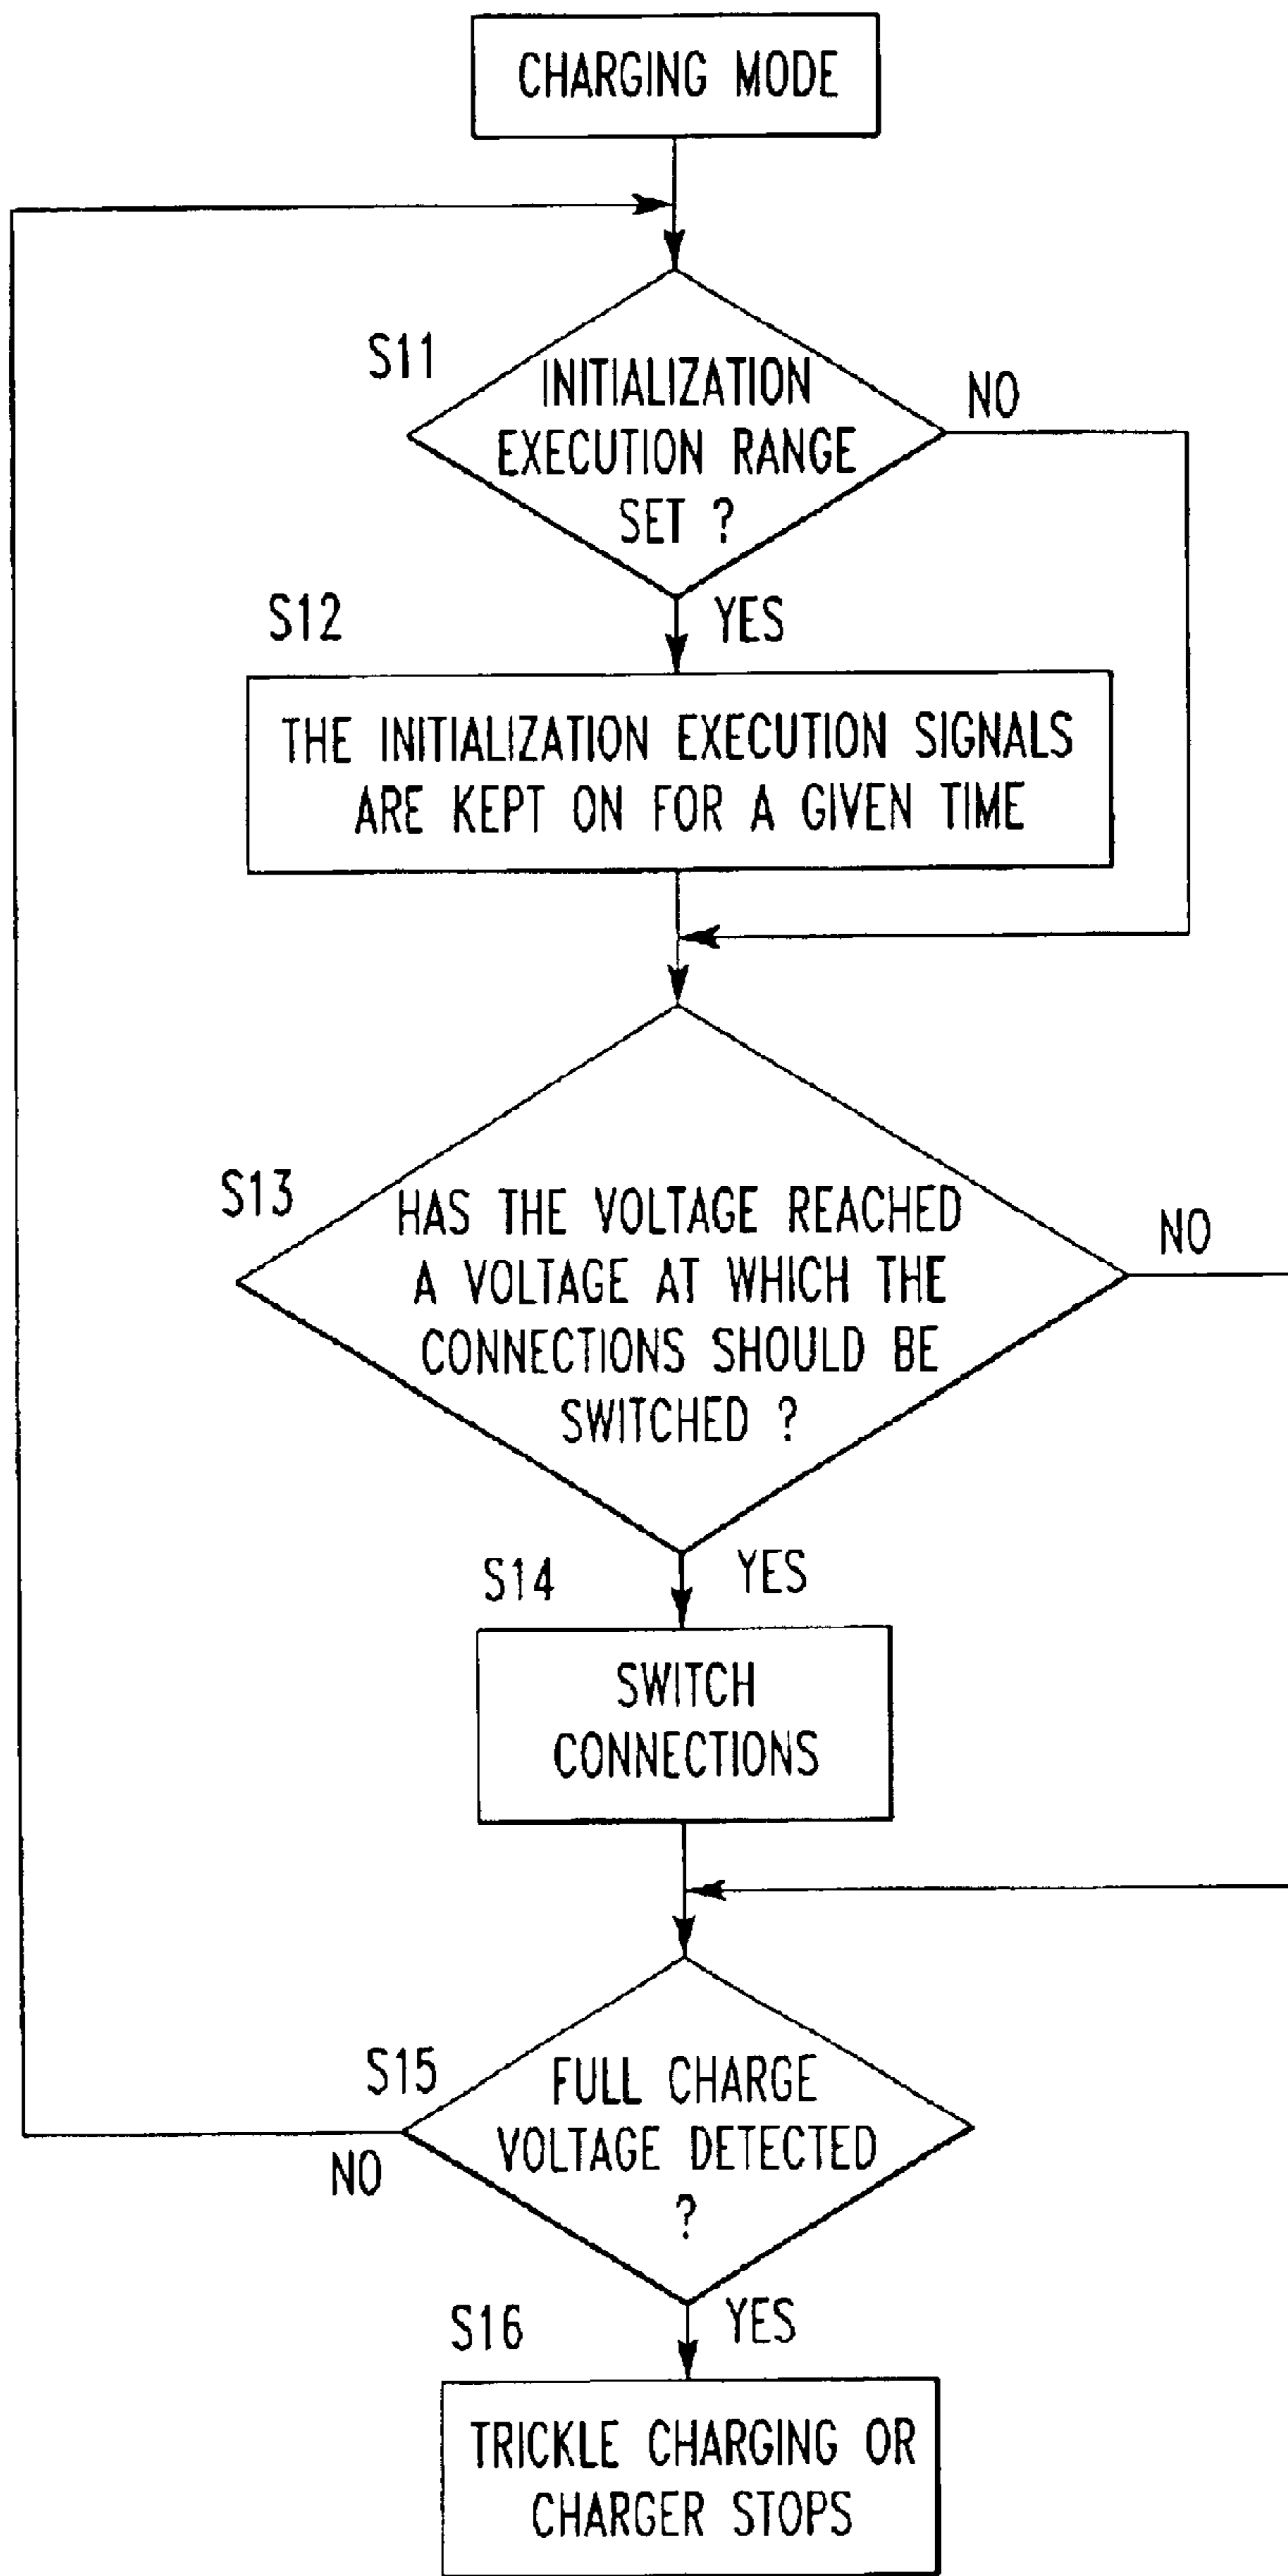 CHARGING MODE
S11
INITIALIZATION
EXECUTION RANGE
SET ?
NO
S12
YES
THE INITIALIZATION EXECUTION SIGNALS
ARE KEPT ON FOR A GIVEN TIME
S13
HAS THE VOLTAGE REACHED
A VOLTAGE AT WHICH THE
CONNECTIONS SHOULD BE
SWITCHED ?
NO
S14
YES
SWITCH
CONNECTIONS
S15
FULL CHARGE
VOLTAGE DETECTED
?
NO
S16
YES
TRICKLE CHARGING OR
CHARGER STOPS